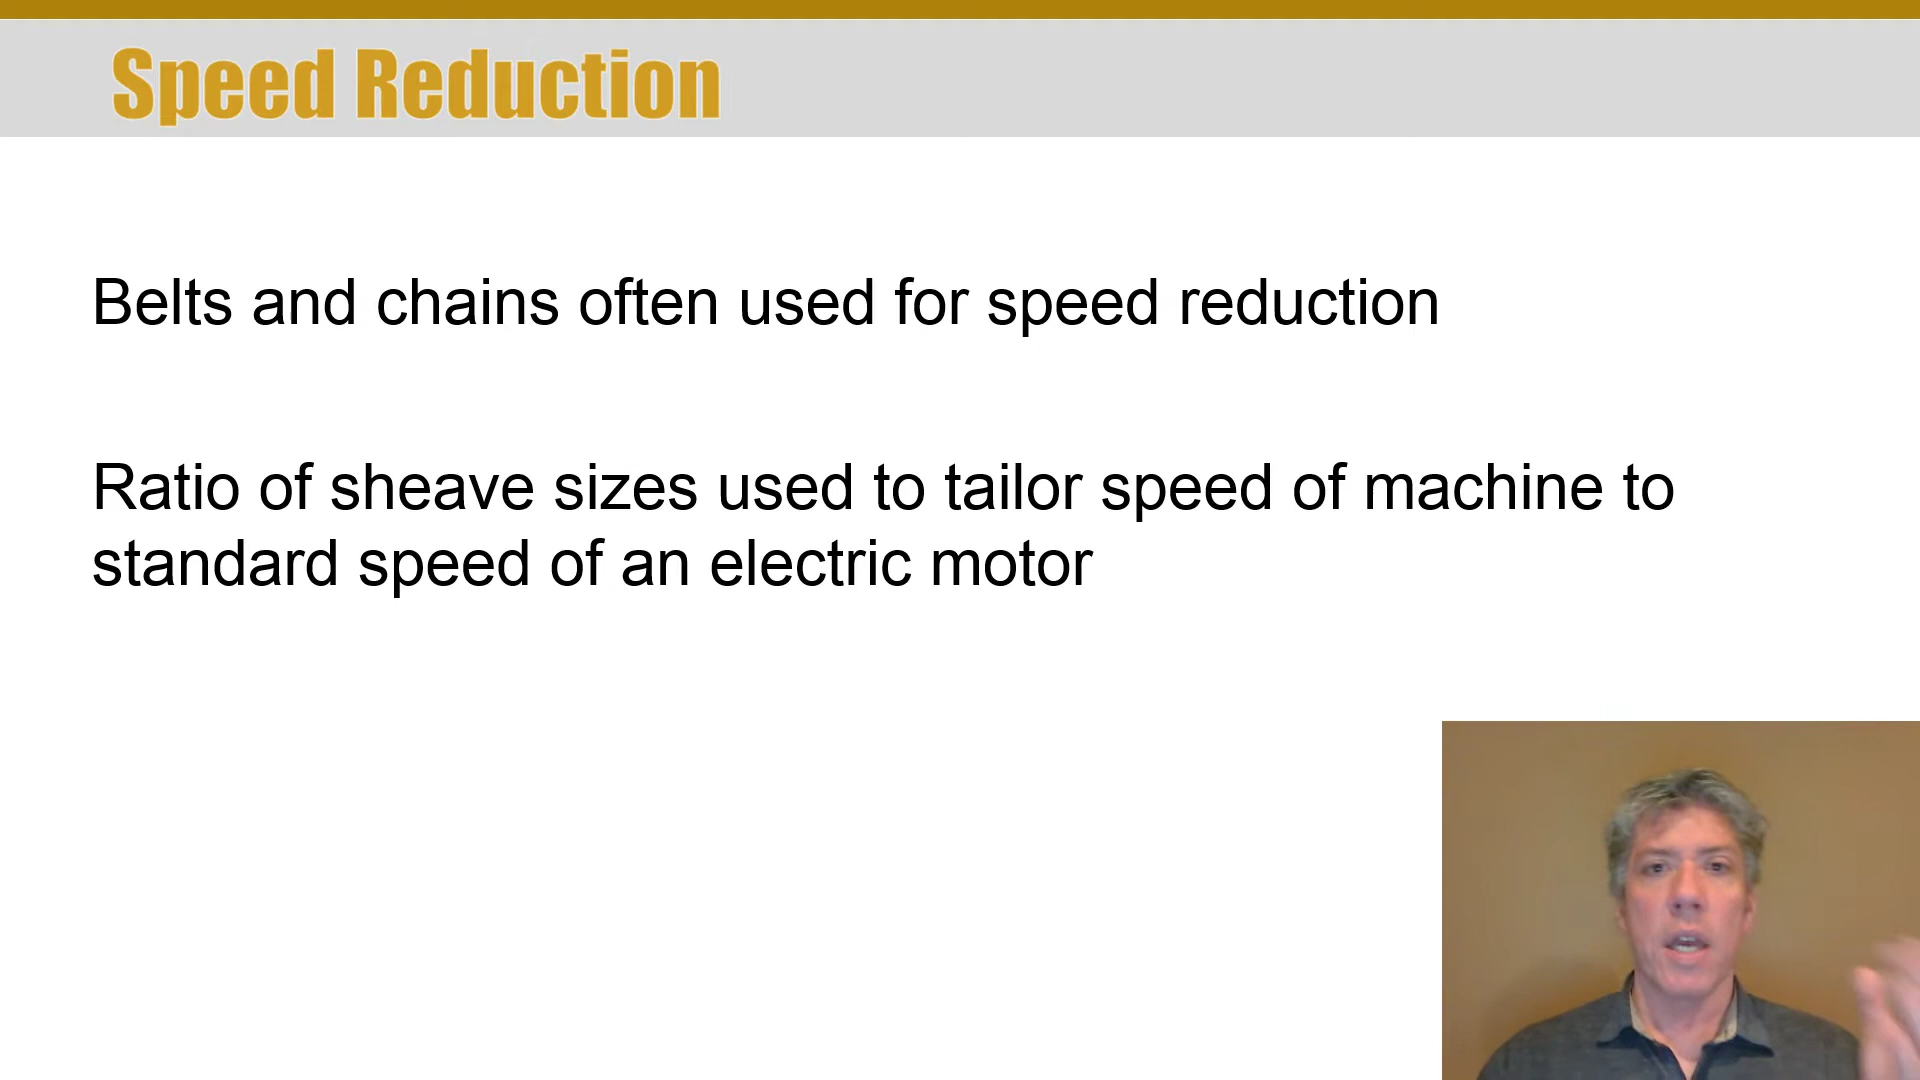 Speed Reduction
Belts and chains often used for speed reduction
Ratio of sheave sizes used to tailor speed of machine to
standard speed of an electric motor